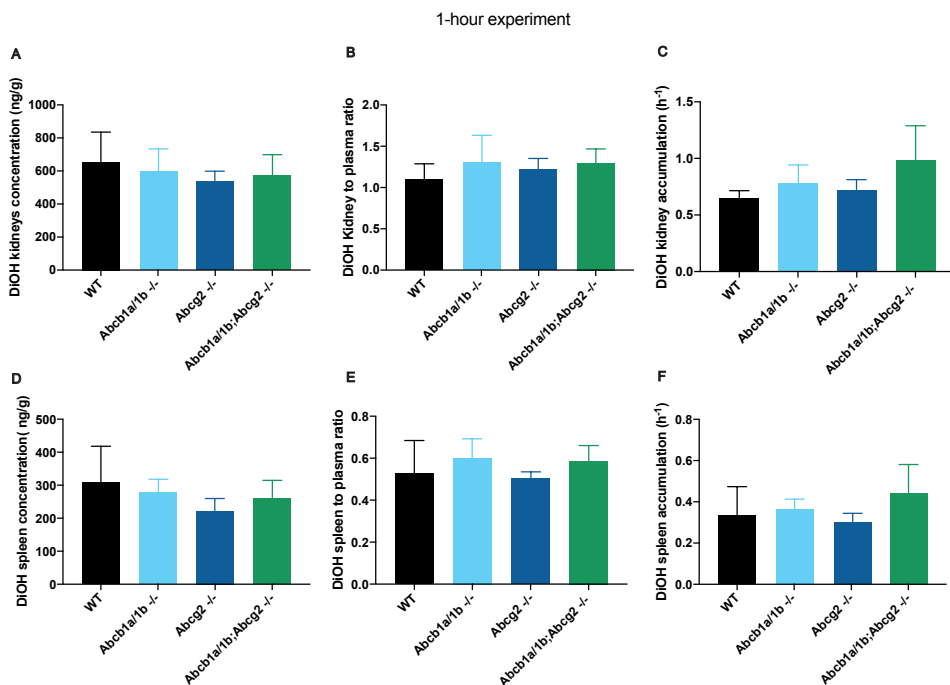 1-hour experiment
A
DiOH kidneys concentration (ng/g)
1000
800
600
400
200
0
WT
Abcb1a/1b -/-
Abcg2 -/-
Abcb1a/1b;Abcg2 -/-
B
DiOH Kidney to plasma ratio
2.0
1.5
1.0
0.5
0.0
WT
Abcb1a/1b -/-
Abcg2 -/-
Abcb1a/1b;Abcg2 -/-
C
DiOH kidney accumulation (h-1)
1.5
1.0
0.5
0.0
WT
Abcb1a/1b -/-
Abcg2 -/-
Abcb1a/1b;Abcg2 -/-
D
DiOH spleen concentration( ng/g)
500
400
300
200
100
0
WT
Abcb1a/1b -/-
Abcg2 -/-
Abcb1a/1b;Abcg2 -/-
E
DiOH spleen to plasma ratio
0.8
0.6
0.4
0.2
0.0
WT
Abcb1a/1b -/-
Abcg2 -/-
Abcb1a/1b;Abcg2 -/-
F
DiOH spleen accumulation (h-1)
0.8
0.6
0.4
0.2
0.0
WT
Abcb1a/1b -/-
Abcg2 -/-
Abcb1a/1b;Abcg2 -/-